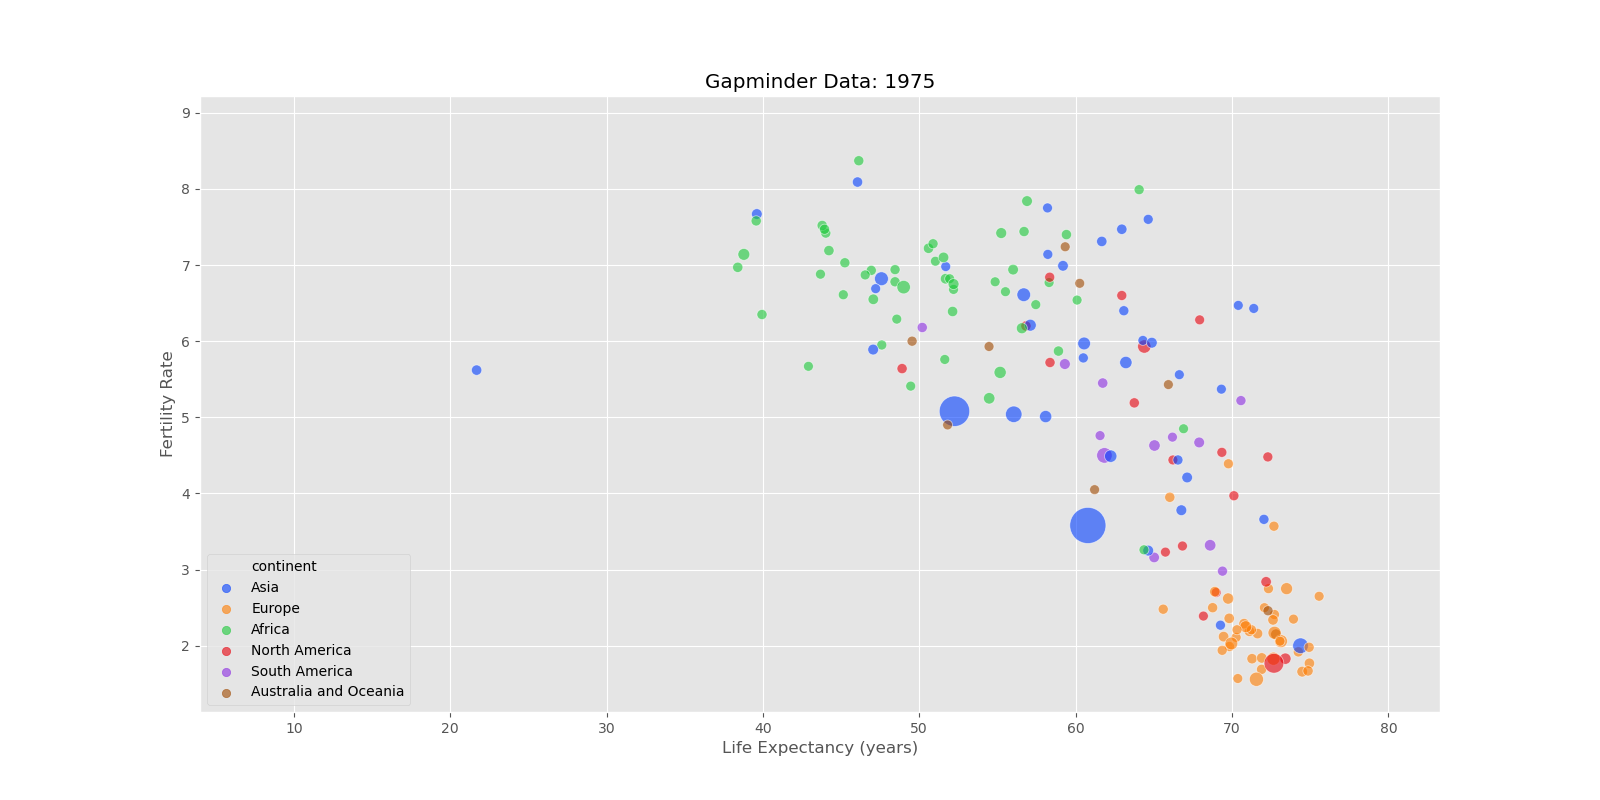 Gapminder Data: 1975
9
8
7
6
5
4
3
2
Fertility Rate
continent
Asia
Europe
Africa
North America
South America
Australia and Oceania
10 20 30 40 50 60 70 80
Life Expectancy (years)